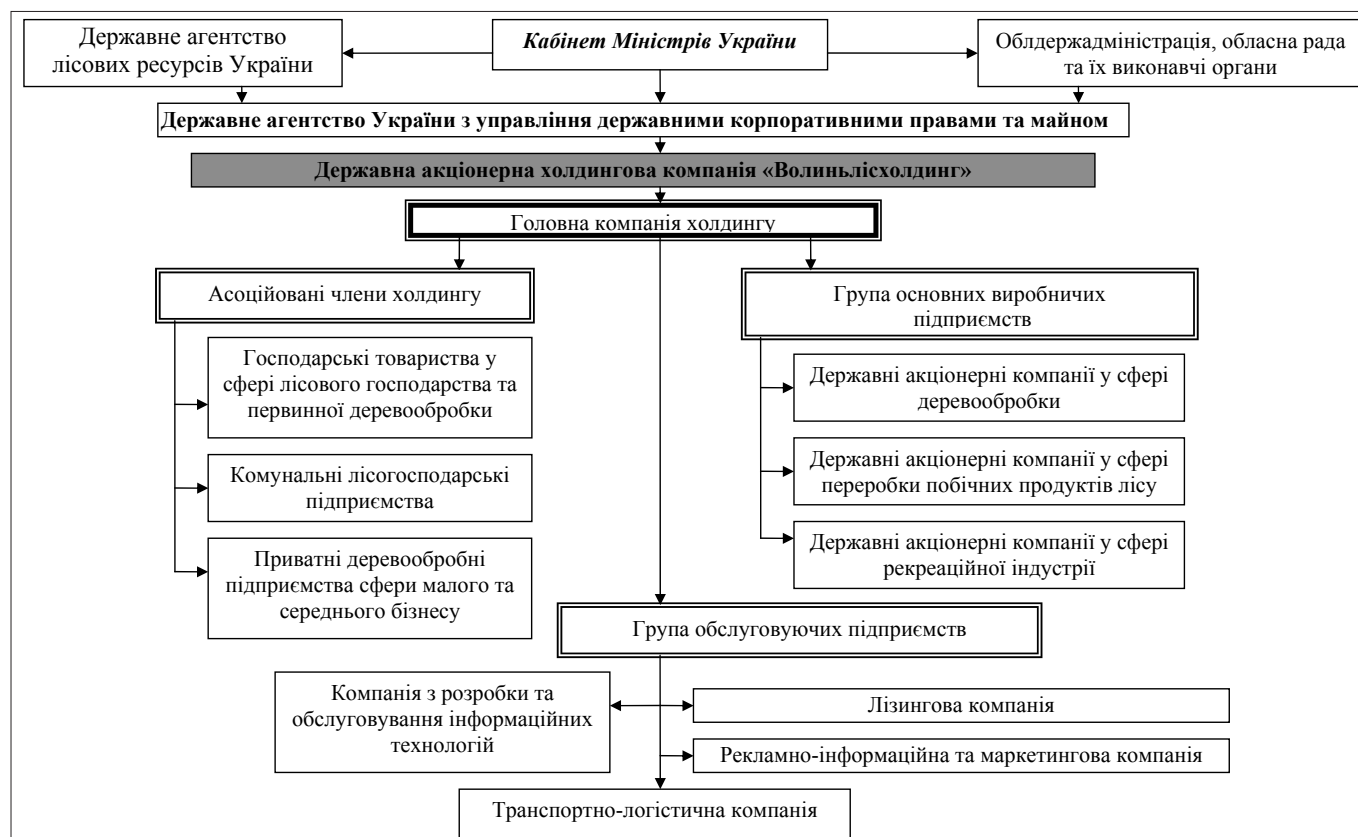 Державне агентство
лісових ресурсів України
Кабінет Міністрів України
Облдержадміністрація, обласна рада
та їх виконавчі органи
Державне агентство України з управління державними корпоративними правами та майном
Державна акціонерна холдингова компанія «Волиньлісхолдинг»
Головна компанія холдингу
Асоційовані члени холдингу
Господарські товариства у
сфері лісового господарства та
первинної деревообробки
Комунальні лісогосподарські
підприємства
Приватні деревообробні
підприємства сфери малого та
середнього бізнесу
Група основних виробничих
підприємств
Державні акціонерні компанії у сфері
деревообробки
Державні акціонерні компанії у сфері
переробки побічних продуктів лісу
Державні акціонерні компанії у сфері
рекреаційної індустрії
Група обслуговуючих підприємств
Компанія з розробки та
обслуговування інформаційних
технологій
Лізингова компанія
Рекламно-інформаційна та маркетингова компанія
Транспортно-логістична компанія